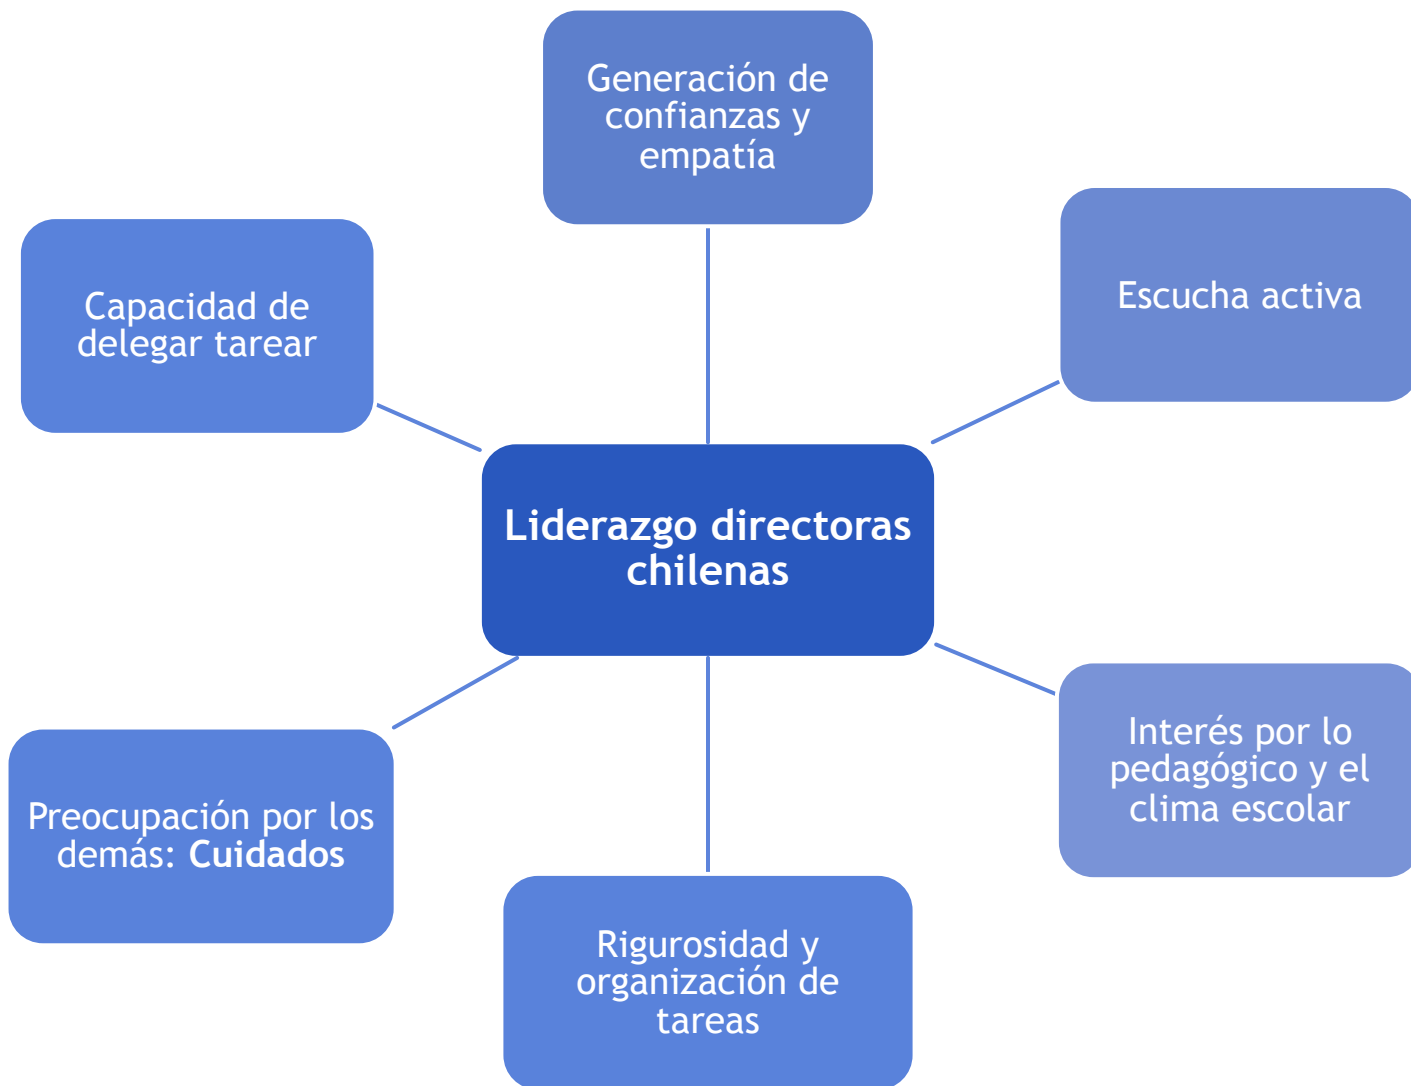 Generación de
confianzas y
empatía
Escucha activa
Capacidad de
delegar tarear
Liderazgo directoras
chilenas
Interés por lo
pedagógico y el
clima escolar
Preocupación por los
demás: Cuidados
Rigurosidad y
organización de
tareas